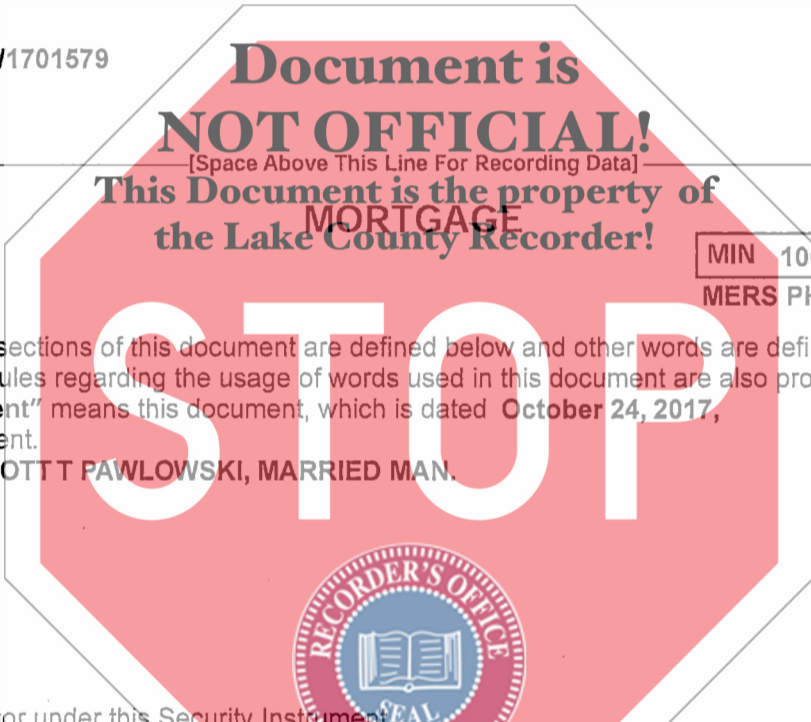 /1701579
Document is
NOT OFFICIAL!
[Space Above This Line For Recording Data]
This Document is the property of
MORTGAGE
the Lake County Recorder!
MIN 10
MERS PH
sections of this document are defined below and other words are defi
ules regarding the usage of words used in this document are also pro
ent” means this document, which is dated October 24, 2017,
ent.
OTT T PAWLOWSKI, MARRIED MAN.
STOP
RECORDER'S OFFICE
SEAL
or under this Security Instrument